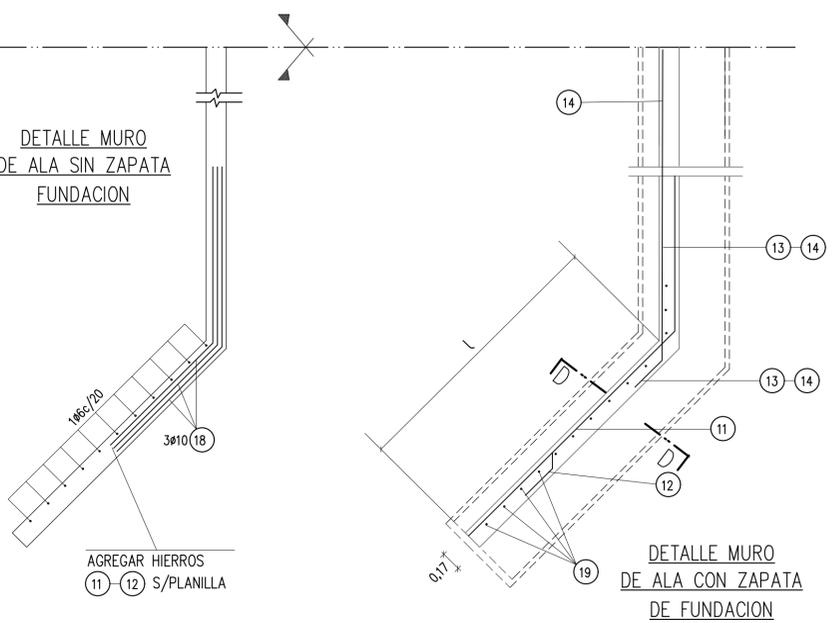 DETALLE MURO
DE ALA SIN ZAPATA
FUNDACION
1ø6c/20
3ø10 18
AGREGAR HIERROS
11 12 S/PLANILLA
14
13 14
l
D
13 14
11
D
12
19
0,17
DETALLE MURO
DE ALA CON ZAPATA
DE FUNDACION